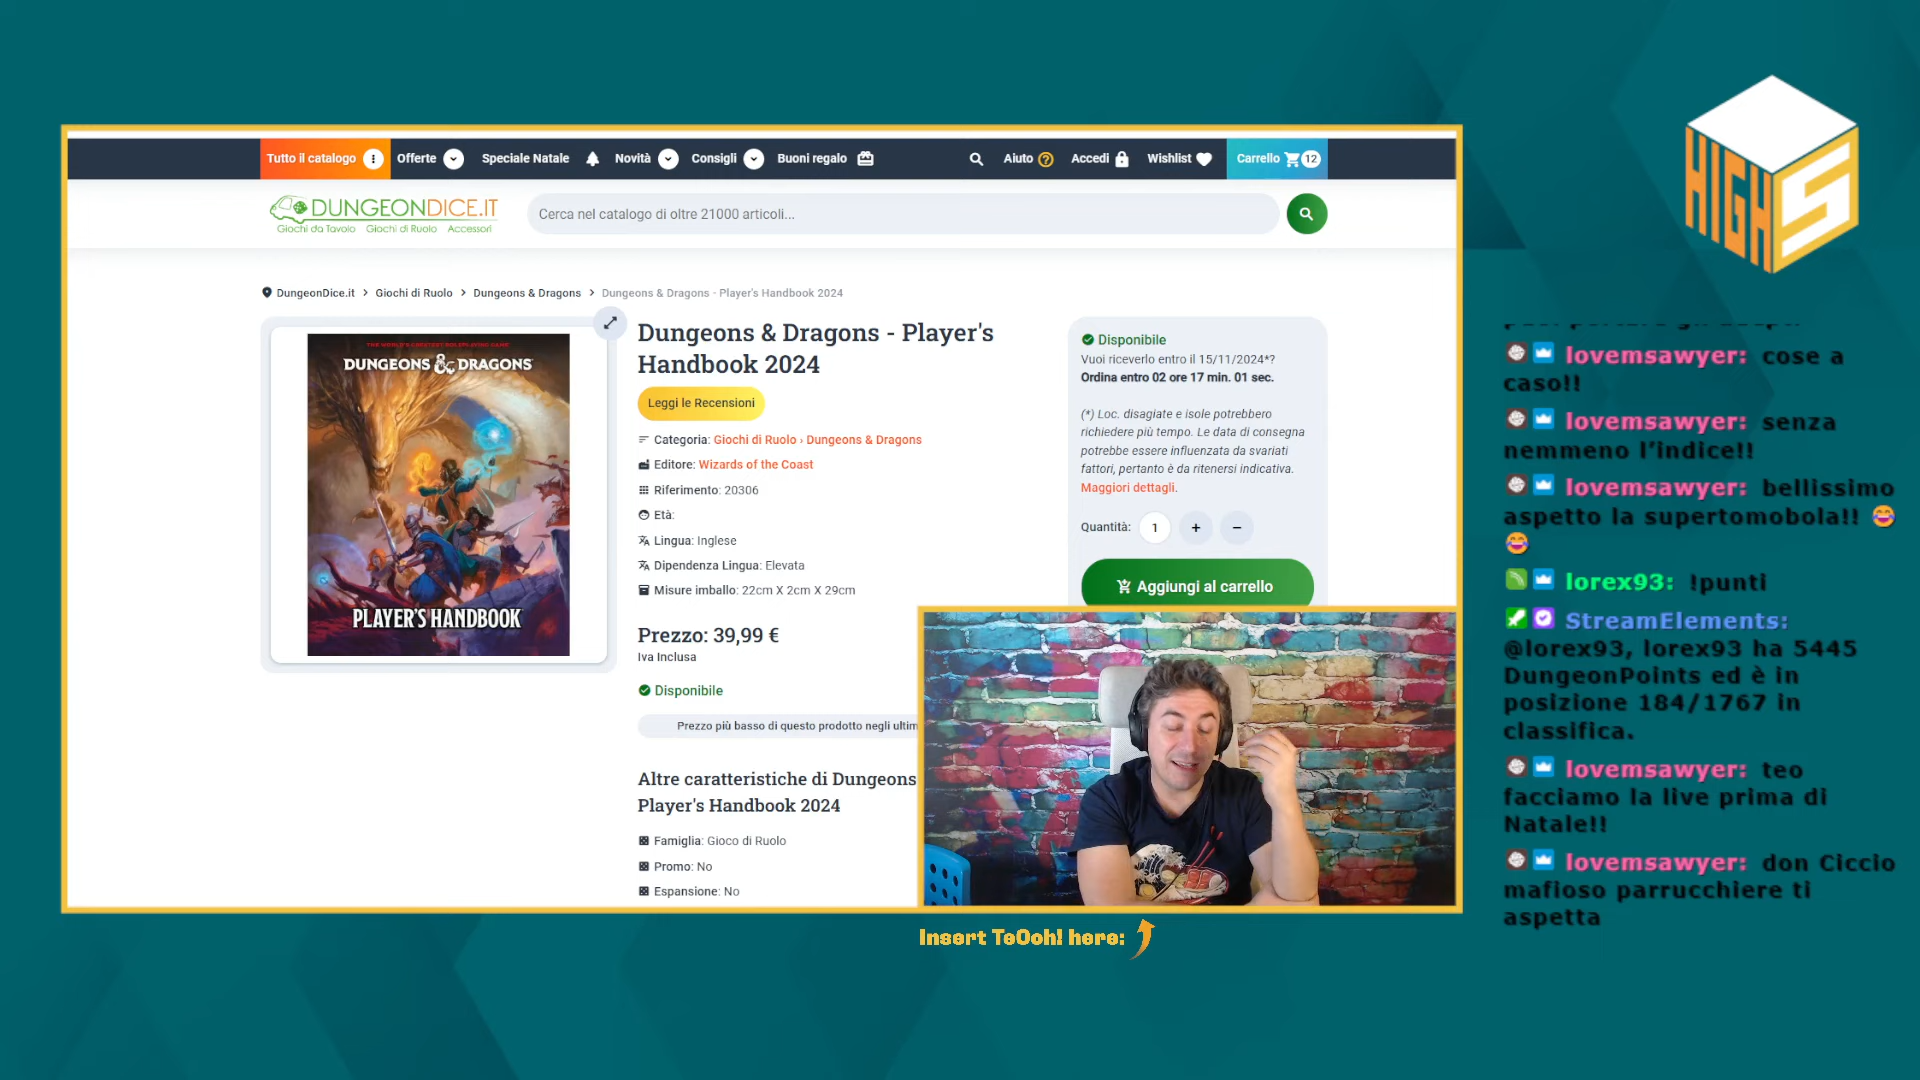 Tutto il catalogo
Offerte
Speciale Natale
Novità
Consigli
Buoni regalo
Aiuto
Accedi
Wishlist
Carrello 12
DUNGEONDICE.IT
Giochi da Tavolo Giochi di Ruolo Accessori
Cerca nel catalogo di oltre 21000 articoli...
DungeonDice.it > Giochi di Ruolo > Dungeons & Dragons > Dungeons & Dragons - Player's Handbook 2024
THE WORLD'S GREATEST ROLEPLAYING GAME
DUNGEONS & DRAGONS
PLAYER'S HANDBOOK
Dungeons & Dragons - Player's
Handbook 2024
Leggi le Recensioni
Categoria: Giochi di Ruolo › Dungeons & Dragons
Editore: Wizards of the Coast
Riferimento: 20306
Età:
Lingua: Inglese
Dipendenza Lingua: Elevata
Misure imballo: 22cm X 2cm X 29cm
Prezzo: 39,99 €
Iva Inclusa
Disponibile
Prezzo più basso di questo prodotto negli ultim
Altre caratteristiche di Dungeons
Player's Handbook 2024
Famiglia: Gioco di Ruolo
Promo: No
Espansione: No
Disponibile
Vuoi riceverlo entro il 15/11/2024*?
Ordina entro 02 ore 17 min. 01 sec.
(*) Loc. disagiate e isole potrebbero
richiedere più tempo. Le data di consegna
potrebbe essere influenzata da svariati
fattori, pertanto è da ritenersi indicativa.
Maggiori dettagli.
Quantità: 1 + −
Aggiungi al carrello
Insert TeOoh! here:
HIGH 5
lovemsawyer: cose a
caso!!
lovemsawyer: senza
nemmeno l'indice!!
lovemsawyer: bellissimo
aspetto la supertomobola!! 😂
😂
lorex93: !punti
StreamElements:
@lorex93, lorex93 ha 5445
DungeonPoints ed è in
posizione 184/1767 in
classifica.
lovemsawyer: teo
facciamo la live prima di
Natale!!
lovemsawyer: don Ciccio
mafioso parrucchiere ti
aspetta